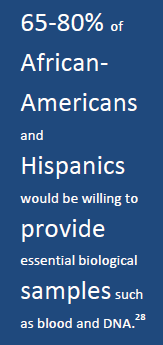 65-80% of
African-
Americans
and
Hispanics
would be willing to
provide
essential biological
samples such
as blood and DNA.28